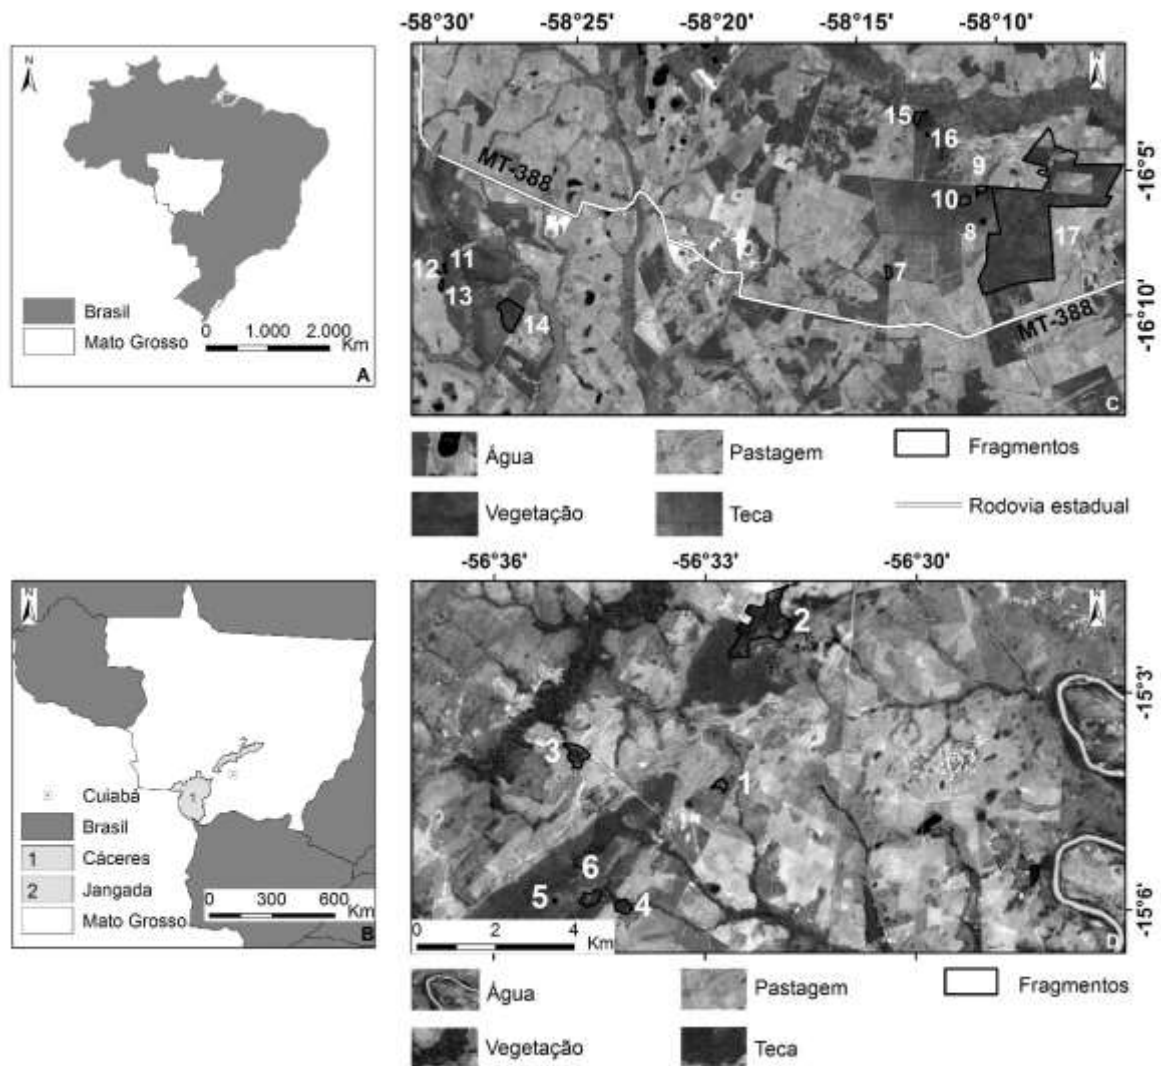 N
Brasil
Mato Grosso
0 1.000 2.000
Km
A
-58°30' -58°25' -58°20' -58°15' -58°10'
N
15
16
9
MT-388
10
8
17
11
12
13
7
14
MT-388
-16°5'
-16°10'
C
Água
Pastagem
Fragmentos
Vegetação
Teca
Rodovia estadual
N
2
1
Cuiabá
Brasil
1 Cáceres
2 Jangada
Mato Grosso
0 300 600
Km
B
-56°36' -56°33' -56°30'
N
2
3
1
6
5
4
-15°3'
-15°6'
0 2 4
Km
D
Água
Pastagem
Fragmentos
Vegetação
Teca